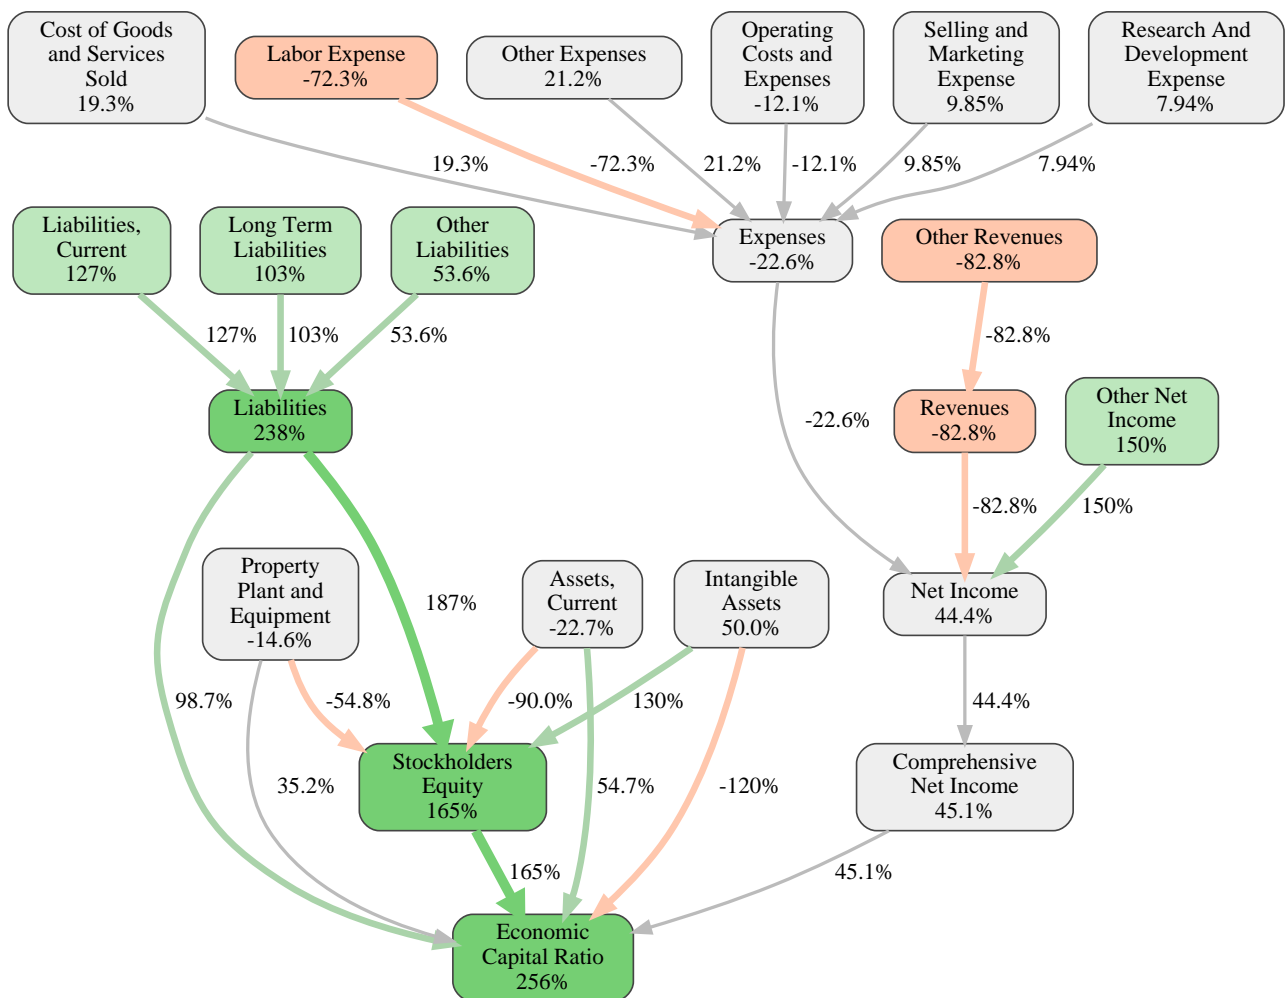 Cost of Goods
and Services
Sold
19.3%
Labor Expense
-72.3%
Other Expenses
21.2%
Operating
Costs and
Expenses
-12.1%
Selling and
Marketing
Expense
9.85%
Research And
Development
Expense
7.94%
19.3%
-72.3%
21.2%
-12.1%
9.85%
7.94%
Liabilities,
Current
127%
Long Term
Liabilities
103%
Other
Liabilities
53.6%
Expenses
-22.6%
Other Revenues
-82.8%
127%
103%
53.6%
-82.8%
Liabilities
238%
-22.6%
Revenues
-82.8%
Other Net
Income
150%
-82.8%
150%
Property
Plant and
Equipment
-14.6%
187%
Assets,
Current
-22.7%
Intangible
Assets
50.0%
Net Income
44.4%
98.7%
-54.8%
-90.0%
130%
44.4%
Stockholders
Equity
165%
35.2%
54.7%
-120%
Comprehensive
Net Income
45.1%
165%
45.1%
Economic
Capital Ratio
256%